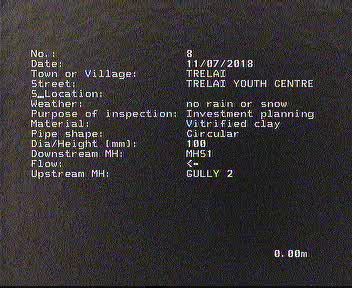 No.: 8
Date: 11/07/2018
Town or Village: TRELAI
Street: TRELAI YOUTH CENTRE
S_Location:
Weather: no rain or snow
Purpose of inspection: Investment planning
Material: Vitrified clay
Pipe shape: Circular
Dia/Height [mm]: 100
Downstream MH: MHS1
Flow: <-
Upstream MH: GULLY 2
0.00m